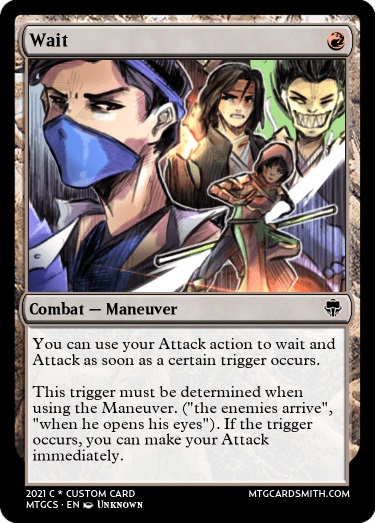 Wait
Combat — Maneuver
You can use your Attack action to wait and
Attack as soon as a certain trigger occurs.
This trigger must be determined when
using the Maneuver. ("the enemies arrive",
"when he opens his eyes"). If the trigger
occurs, you can make your Attack
immediately.
2021 C * CUSTOM CARD
MTGCS · EN Unknown
MTGCARDSMITH.COM